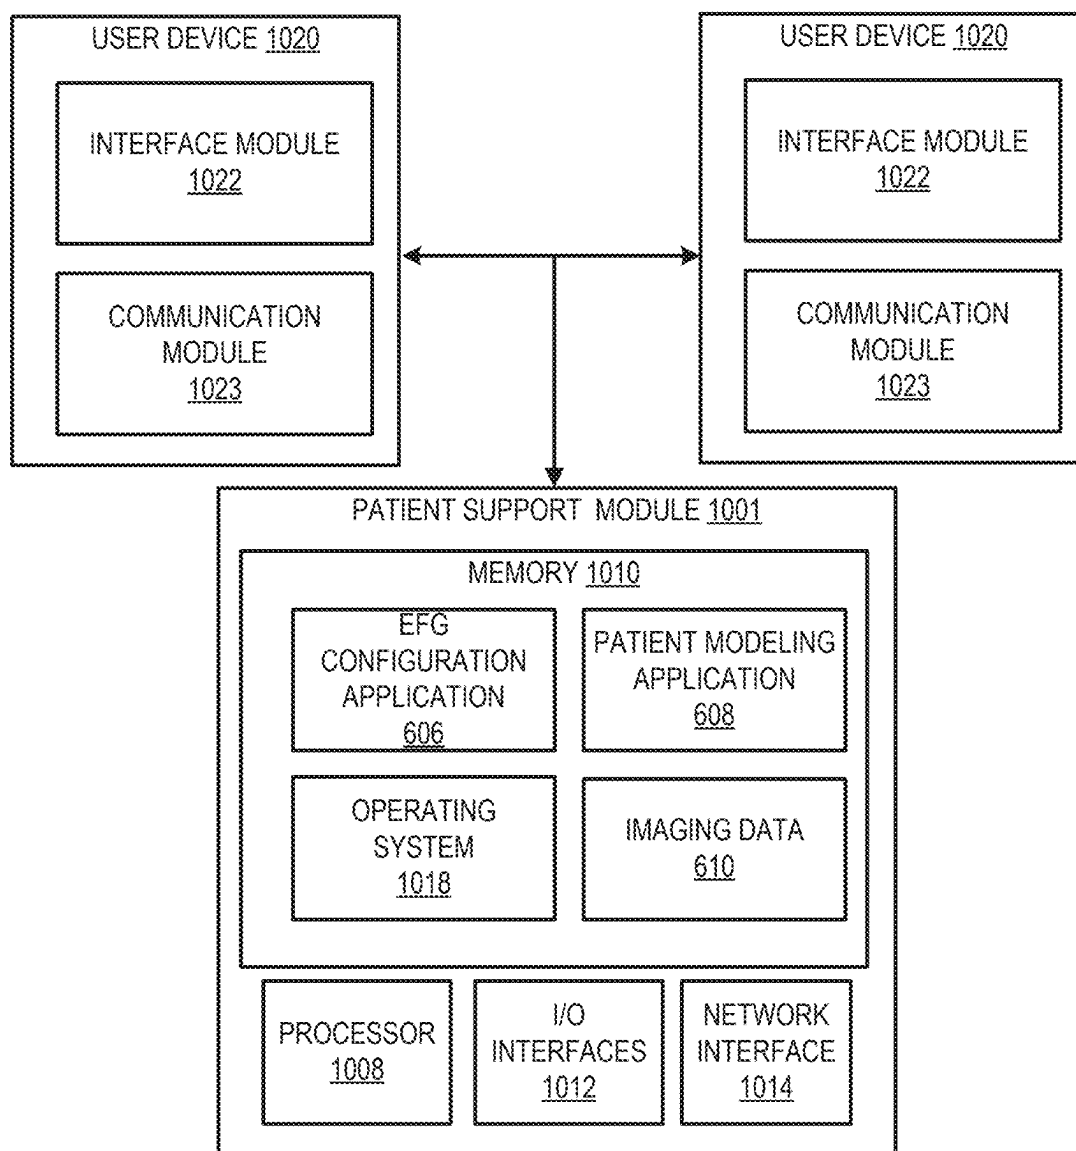 USER DEVICE 1020
INTERFACE MODULE
1022
COMMUNICATION
MODULE
1023
USER DEVICE 1020
INTERFACE MODULE
1022
COMMUNICATION
MODULE
1023
PATIENT SUPPORT MODULE 1001
MEMORY 1010
EFG
CONFIGURATION
APPLICATION
606
PATIENT MODELING
APPLICATION
608
OPERATING
SYSTEM
1018
IMAGING DATA
610
PROCESSOR
1008
I/O
INTERFACES
1012
NETWORK
INTERFACE
1014